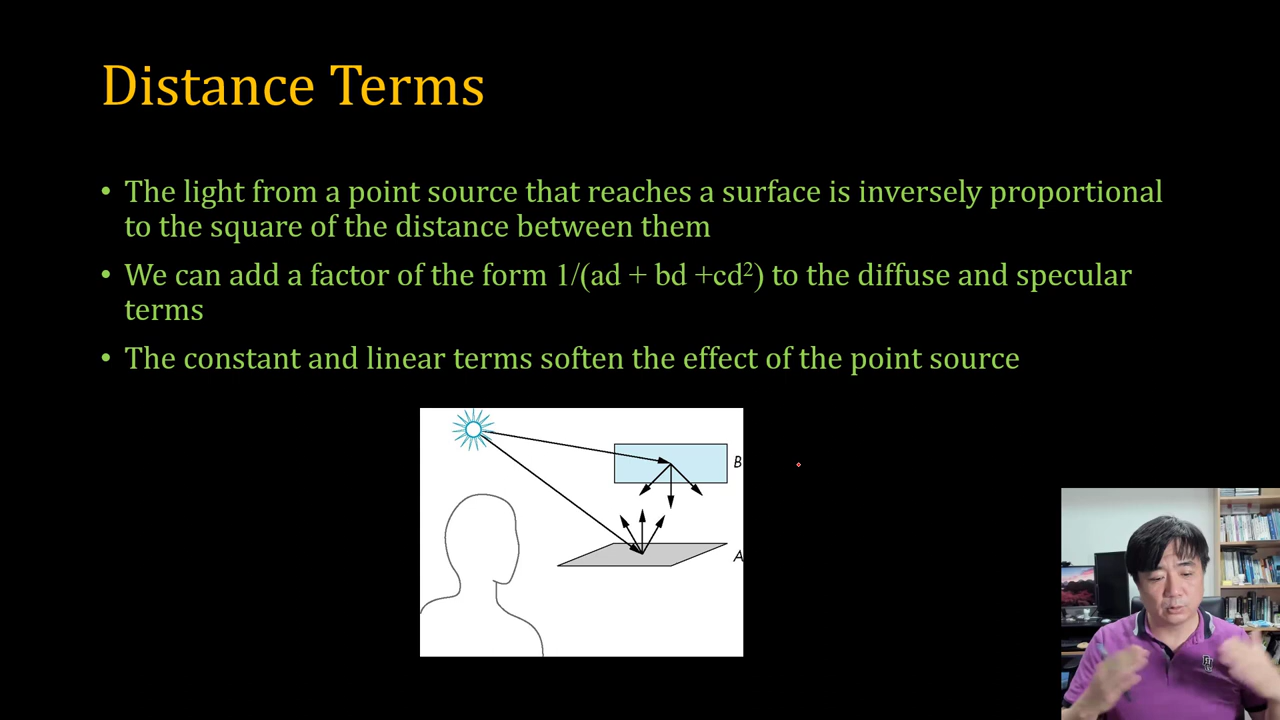 Distance Terms
• The light from a point source that reaches a surface is inversely proportional
to the square of the distance between them
• We can add a factor of the form 1/(ad + bd +cd²) to the diffuse and specular
terms
• The constant and linear terms soften the effect of the point source
B
A